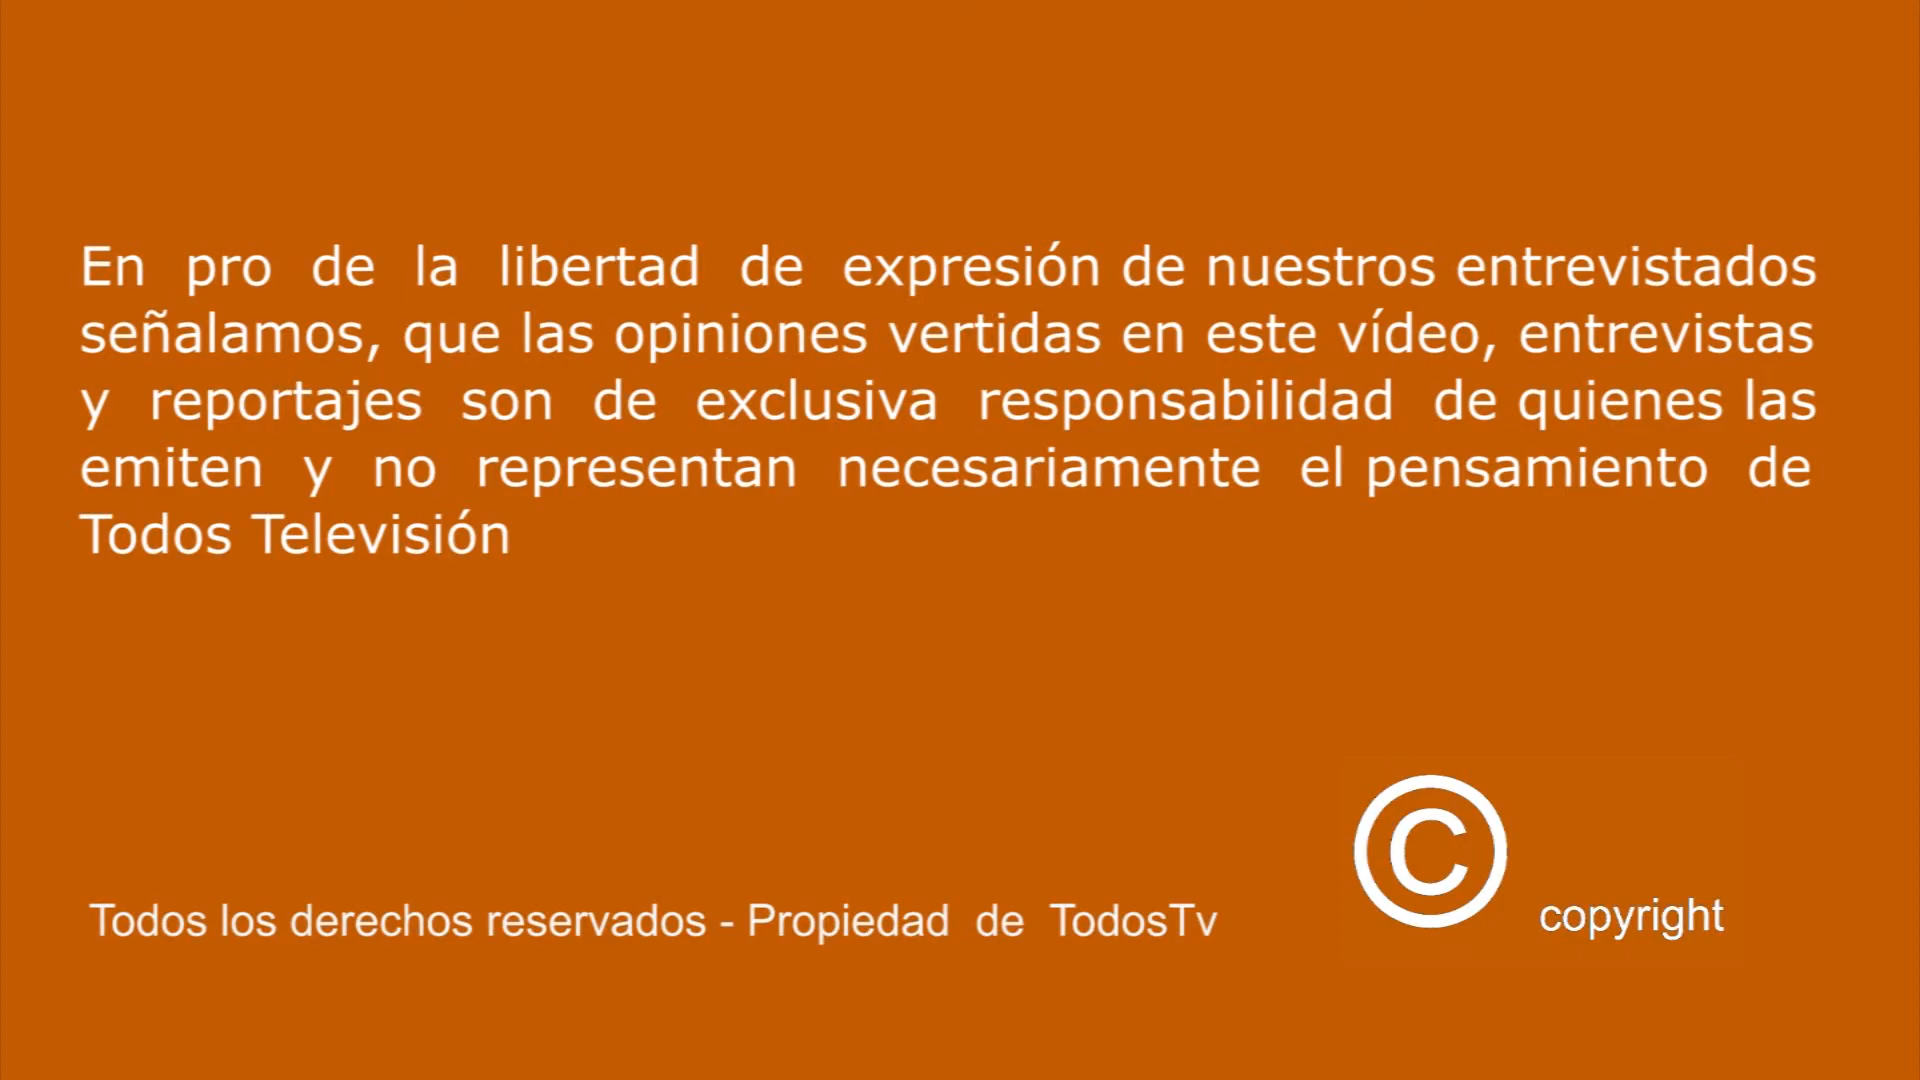 En pro de la libertad de expresión de nuestros entrevistados
señalamos, que las opiniones vertidas en este vídeo, entrevistas
y reportajes son de exclusiva responsabilidad de quienes las
emiten y no representan necesariamente el pensamiento de
Todos Televisión
Todos los derechos reservados - Propiedad de TodosTv
© copyright